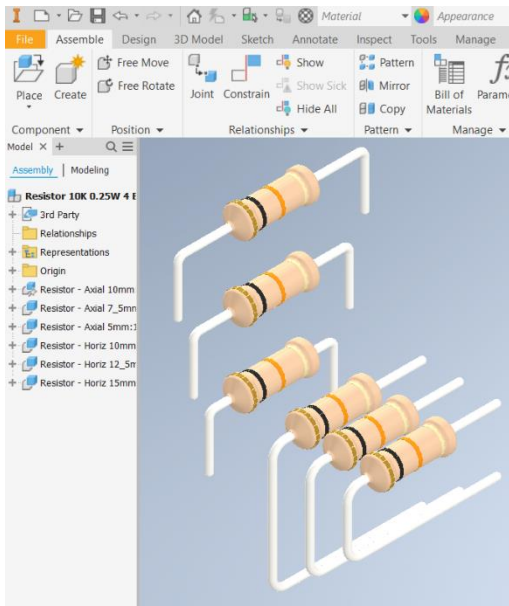 Material
Appearance
File Assemble Design 3D Model Sketch Annotate Inspect Tools Manage
Place
Create
Free Move
Free Rotate
Joint
Constrain
Show
Show Sick
Hide All
Pattern
Mirror
Copy
Bill of
Materials
Param
Component Position Relationships Pattern Manage
Model × +
Assembly | Modeling
Resistor 10K 0.25W 4
3rd Party
Relationships
Representations
Origin
Resistor - Axial 10mm
Resistor - Axial 7_5mm
Resistor - Axial 5mm:1
Resistor - Horiz 10mm
Resistor - Horiz 12_5m
Resistor - Horiz 15mm